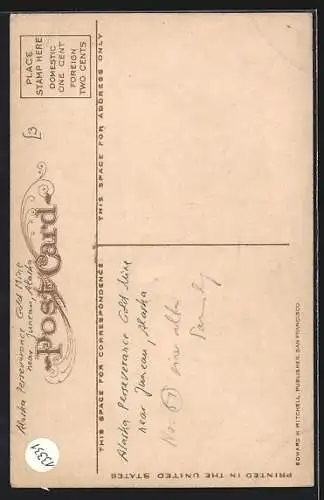 PLACE
STAMP HERE
DOMESTIC
ONE CENT
FOREIGN
TWO CENTS
Post Card
THIS SPACE FOR CORRESPONDENCE
THIS SPACE FOR ADDRESS ONLY
Alaska Perseverance Gold Mine
near Juneau, Alaska
Alaska Perseverance Gold Mine
near Juneau, Alaska
No.
PRINTED IN THE UNITED STATES
EDWARD H. MITCHELL, PUBLISHER, SAN FRANCISCO
13331